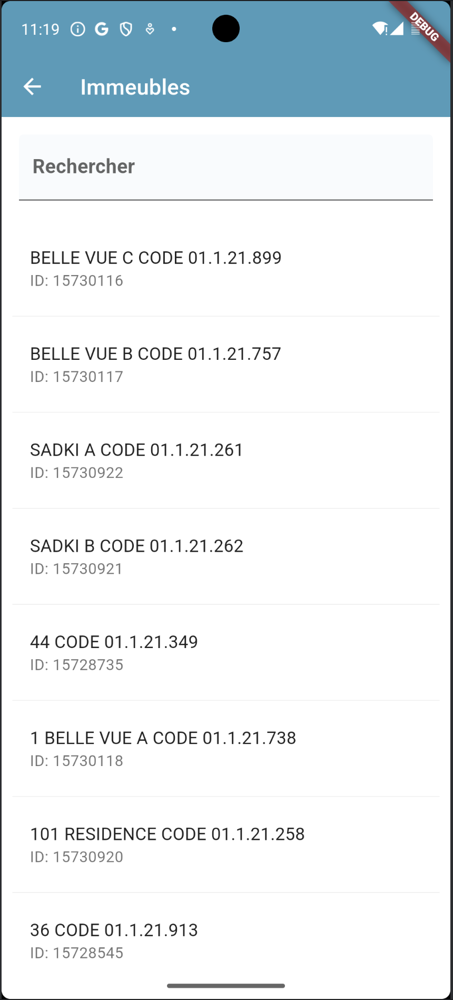 11:19
DEBUG
Immeubles
Rechercher
BELLE VUE C CODE 01.1.21.899
ID: 15730116
BELLE VUE B CODE 01.1.21.757
ID: 15730117
SADKI A CODE 01.1.21.261
ID: 15730922
SADKI B CODE 01.1.21.262
ID: 15730921
44 CODE 01.1.21.349
ID: 15728735
1 BELLE VUE A CODE 01.1.21.738
ID: 15730118
101 RESIDENCE CODE 01.1.21.258
ID: 15730920
36 CODE 01.1.21.913
ID: 15728545